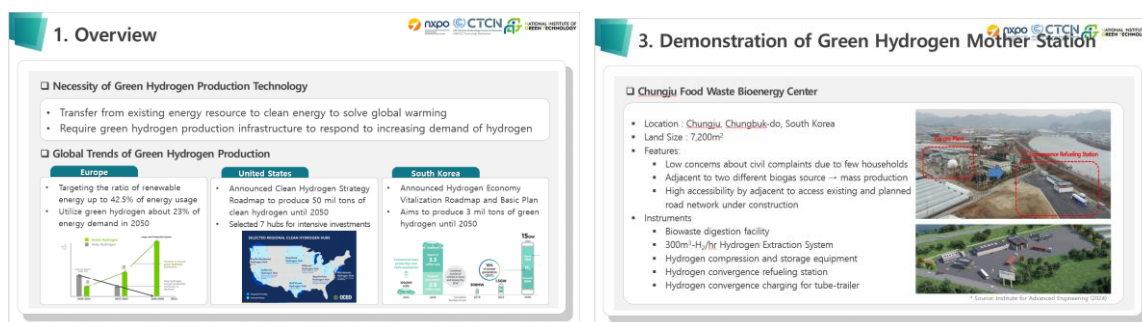 1. Overview
nxpo CTCN NATIONAL INSTITUTE OF GREEN TECHNOLOGY
❑ Necessity of Green Hydrogen Production Technology
• Transfer from existing energy resource to clean energy to solve global warming
• Require green hydrogen production infrastructure to respond to increasing demand of hydrogen
❑ Global Trends of Green Hydrogen Production
Europe
• Targeting the ratio of renewable
energy up to 42.5% of energy usage
• Utilize green hydrogen about 23% of
energy demand in 2050
United States
• Announced Clean Hydrogen Strategy
Roadmap to produce 50 mil tons of
clean hydrogen until 2050
• Selected 7 hubs for intensive investments
SELECTED REGIONAL CLEAN HYDROGEN HUBS
OCED
South Korea
• Announced Hydrogen Economy
Vitalization Roadmap and Basic Plan
• Aims to produce 3 mil tons of green
hydrogen until 2050
3. Demonstration of Green Hydrogen Mother Station
nxpo CTCN
❑ Chungju Food Waste Bioenergy Center
▪ Location : Chungju, Chungbuk-do, South Korea
▪ Land Size : 7,200m²
▪ Features:
▪ Low concerns about civil complaints due to few households
▪ Adjacent to two different biogas source → mass production
▪ High accessibility by adjacent to access existing and planned
road network under construction
▪ Instruments
▪ Biowaste digestion facility
▪ 300m³-H₂/hr Hydrogen Extraction System
▪ Hydrogen compression and storage equipment
▪ Hydrogen convergence refueling station
▪ Hydrogen convergence charging for tube-trailer
Convergence Refueling Station
* Source: Institute for Advanced Engineering (2024)